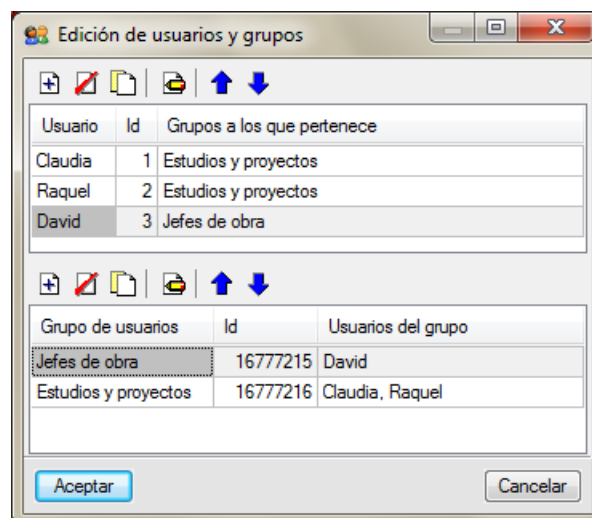 Edición de usuarios y grupos
Usuario Id Grupos a los que pertenece
Claudia 1 Estudios y proyectos
Raquel 2 Estudios y proyectos
David 3 Jefes de obra
Grupo de usuarios Id Usuarios del grupo
Jefes de obra 16777215 David
Estudios y proyectos 16777216 Claudia, Raquel
Aceptar Cancelar